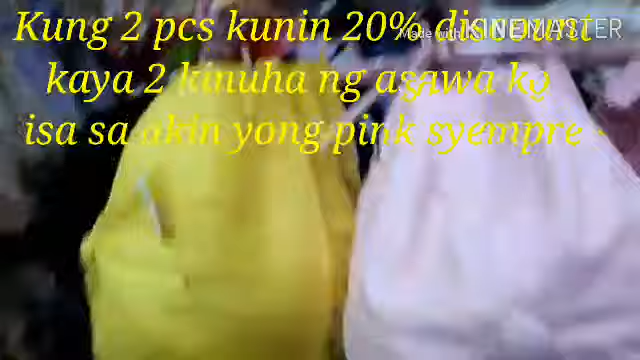 Kung 2 pcs kunin 20% discount
Made with KINEMASTER
kaya 2 kinuha ng asawa ko
isa sa akin yong pink syempre